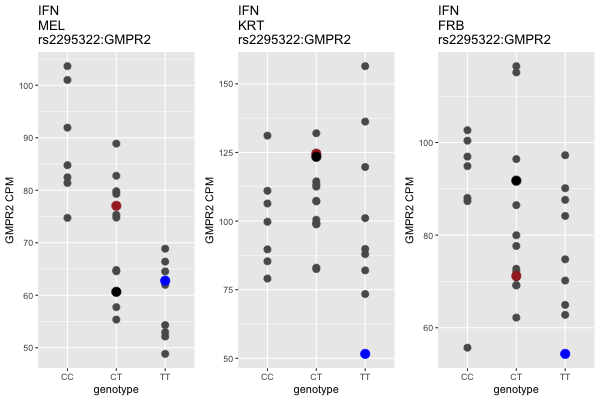 IFN
MEL
rs2295322:GMPR2
GMPR2 CPM
100
90
80
70
60
50
CC CT TT
genotype
IFN
KRT
rs2295322:GMPR2
GMPR2 CPM
150
125
100
75
50
CC CT TT
genotype
IFN
FRB
rs2295322:GMPR2
GMPR2 CPM
100
80
60
CC CT TT
genotype